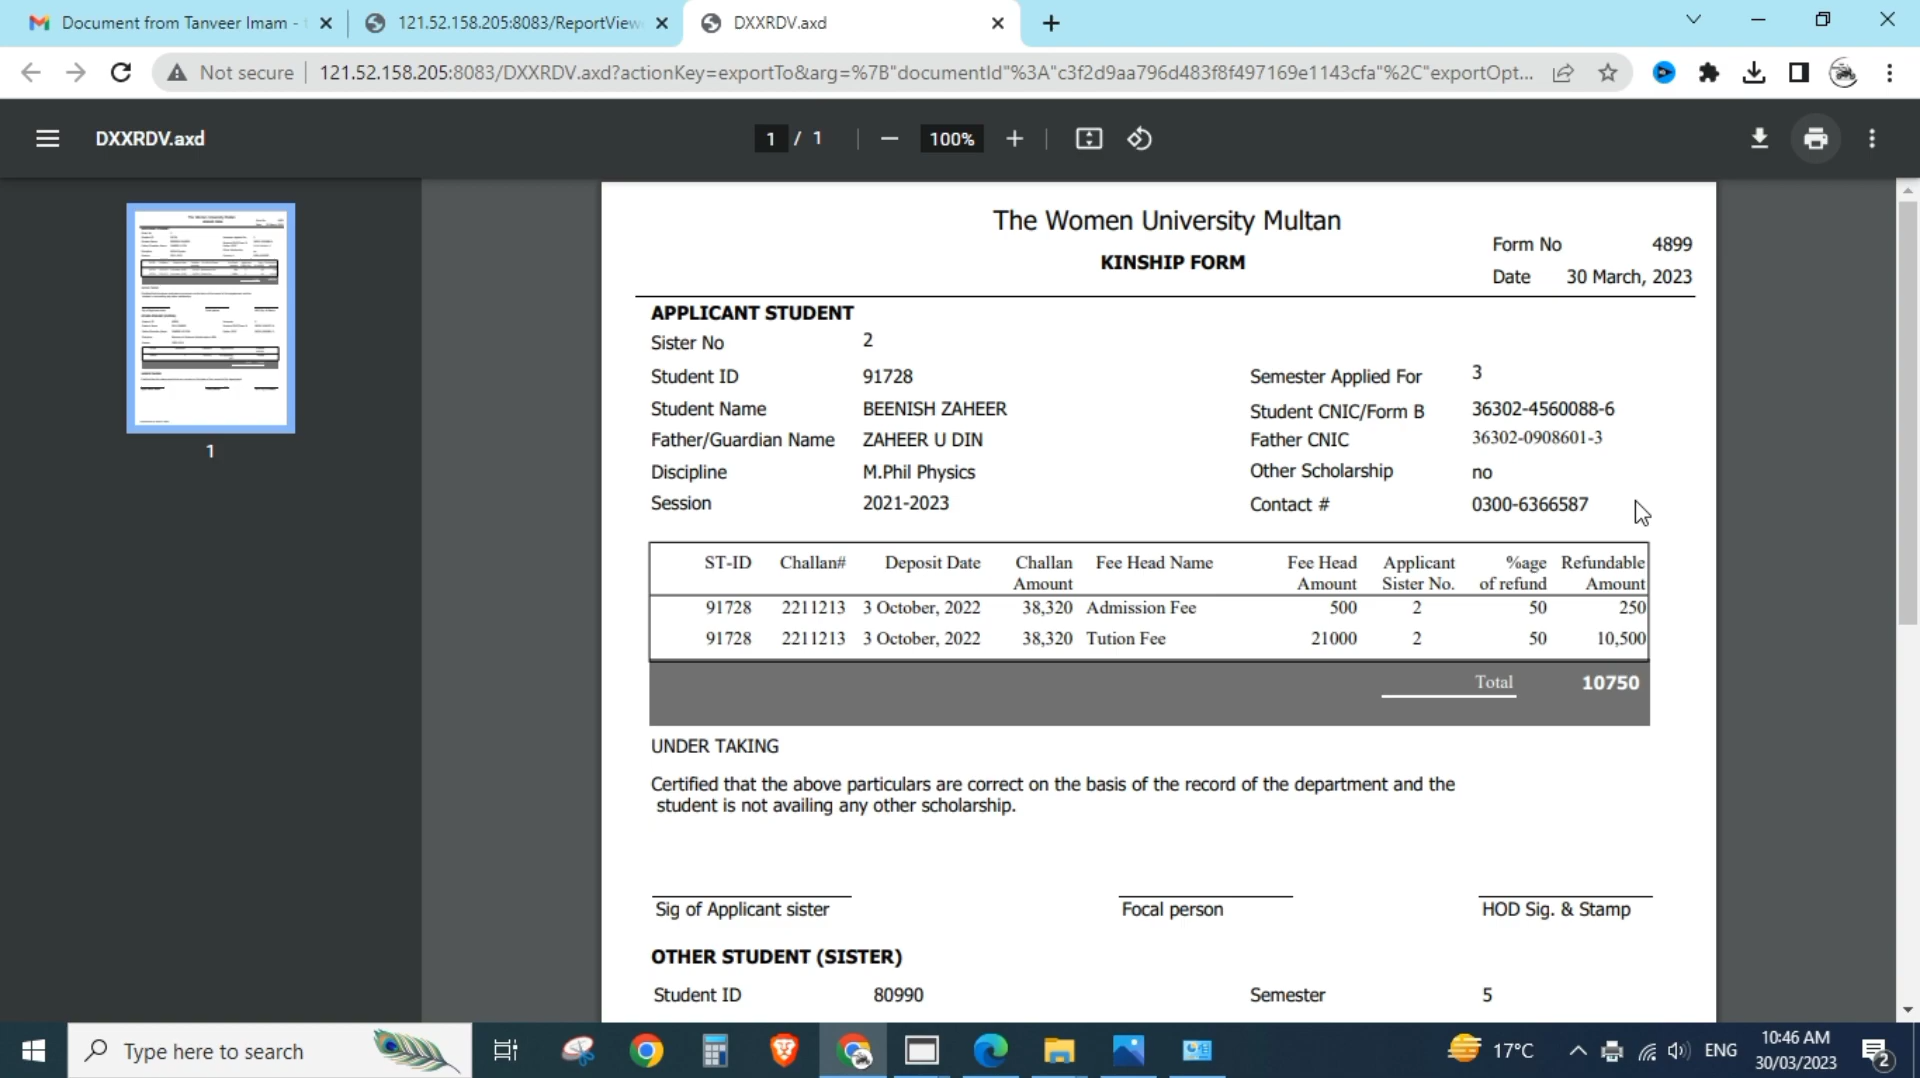 Document from Tanveer Imam - 
121.52.158.205:8083/ReportView
DXXRDV.axd
Not secure
121.52.158.205:8083/DXXRDV.axd?actionKey=exportTo&arg=%7B"documentId"%3A"c3f2d9aa796d483f8f497169e1143cfa"%2C"exportOpt...
DXXRDV.axd
1 / 1
100%
1
The Women University Multan
KINSHIP FORM
Form No 4899
Date 30 March, 2023
APPLICANT STUDENT
Sister No 2
Student ID 91728 Semester Applied For 3
Student Name BEENISH ZAHEER Student CNIC/Form B 36302-4560088-6
Father/Guardian Name ZAHEER U DIN Father CNIC 36302-0908601-3
Discipline M.Phil Physics Other Scholarship no
Session 2021-2023 Contact # 0300-6366587
ST-ID Challan# Deposit Date Challan Fee Head Name Fee Head Applicant %age Refundable
Amount Amount Sister No. of refund Amount
91728 2211213 3 October, 2022 38,320 Admission Fee 500 2 50 250
91728 2211213 3 October, 2022 38,320 Tution Fee 21000 2 50 10,500
Total 10750
UNDER TAKING
Certified that the above particulars are correct on the basis of the record of the department and the
student is not availing any other scholarship.
Sig of Applicant sister Focal person HOD Sig. & Stamp
OTHER STUDENT (SISTER)
Student ID 80990 Semester 5
Type here to search
17°C
ENG
10:46 AM
30/03/2023
2